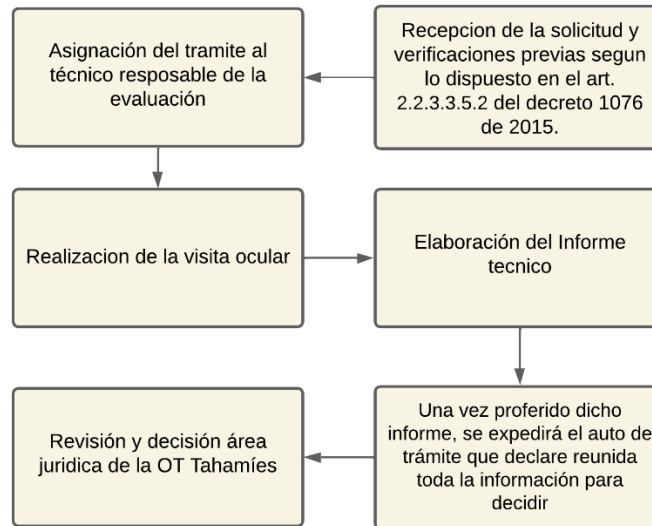 Recepcion de la solicitud y
verificaciones previas segun
lo dispuesto en el art.
2.2.3.3.5.2 del decreto 1076
de 2015.
Asignación del tramite al
técnico resposable de la
evaluación
Realizacion de la visita ocular
Elaboración del Informe
tecnico
Una vez proferido dicho
informe, se expedirá el auto de
trámite que declare reunida
toda la información para
decidir
Revisión y decisión área
juridica de la OT Tahamíes